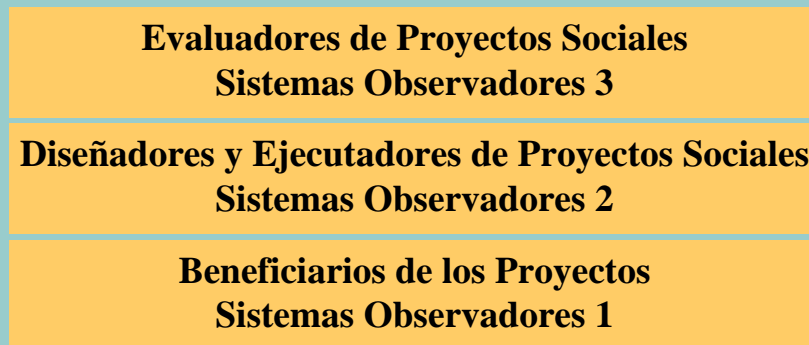 Evaluadores de Proyectos Sociales
Sistemas Observadores 3
Diseñadores y Ejecutadores de Proyectos Sociales
Sistemas Observadores 2
Beneficiarios de los Proyectos
Sistemas Observadores 1